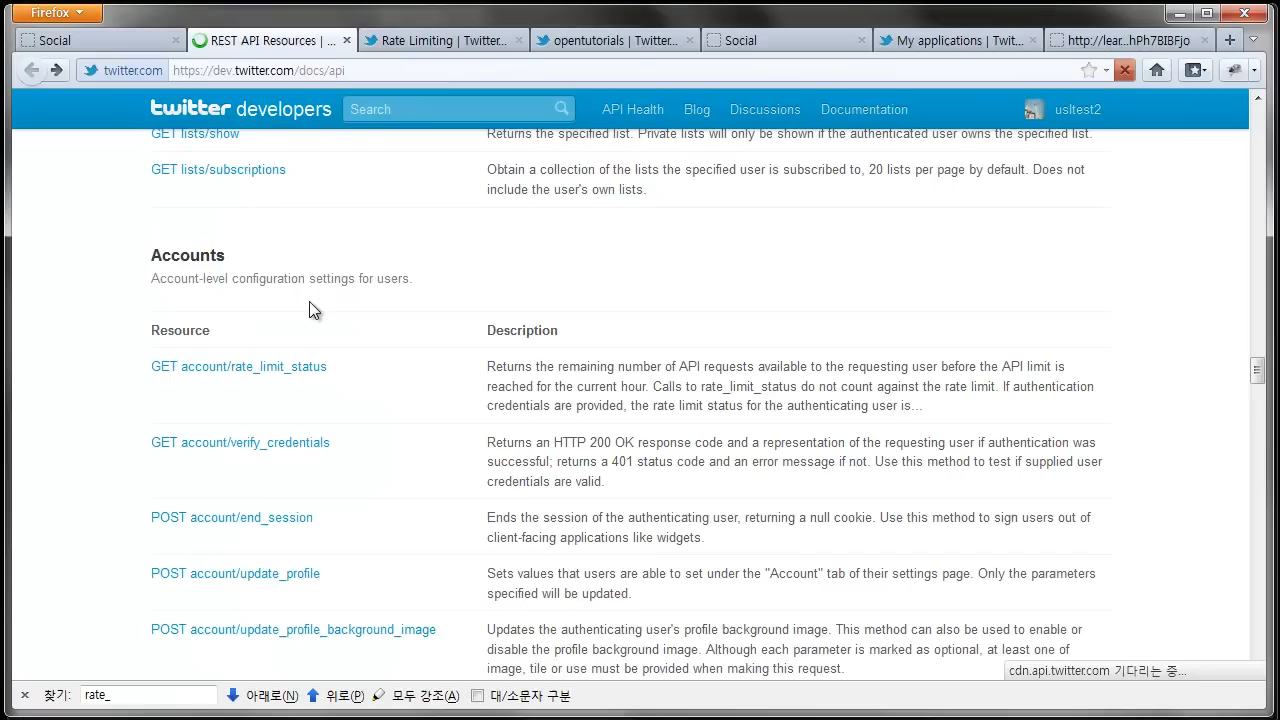 Firefox
Social
REST API Resources | ...
Rate Limiting | Twitter...
opentutorials | Twitter...
Social
My applications | Twit...
http://lear...hPh7BIBFjo
twitter.com
https://dev.twitter.com/docs/api
twitter developers
Search
API Health
Blog
Discussions
Documentation
usltest2
GET lists/show
Returns the specified list. Private lists will only be shown if the authenticated user owns the specified list.
GET lists/subscriptions
Obtain a collection of the lists the specified user is subscribed to, 20 lists per page by default. Does not
include the user's own lists.
Accounts
Account-level configuration settings for users.
Resource
Description
GET account/rate_limit_status
Returns the remaining number of API requests available to the requesting user before the API limit is
reached for the current hour. Calls to rate_limit_status do not count against the rate limit. If authentication
credentials are provided, the rate limit status for the authenticating user is...
GET account/verify_credentials
Returns an HTTP 200 OK response code and a representation of the requesting user if authentication was
successful; returns a 401 status code and an error message if not. Use this method to test if supplied user
credentials are valid.
POST account/end_session
Ends the session of the authenticating user, returning a null cookie. Use this method to sign users out of
client-facing applications like widgets.
POST account/update_profile
Sets values that users are able to set under the "Account" tab of their settings page. Only the parameters
specified will be updated.
POST account/update_profile_background_image
Updates the authenticating user's profile background image. This method can also be used to enable or
disable the profile background image. Although each parameter is marked as optional, at least one of
image, tile or use must be provided when making this request.
cdn.api.twitter.com 기다리는 중...
찾기:
rate_
아래로(N)
위로(P)
모두 강조(A)
대/소문자 구분